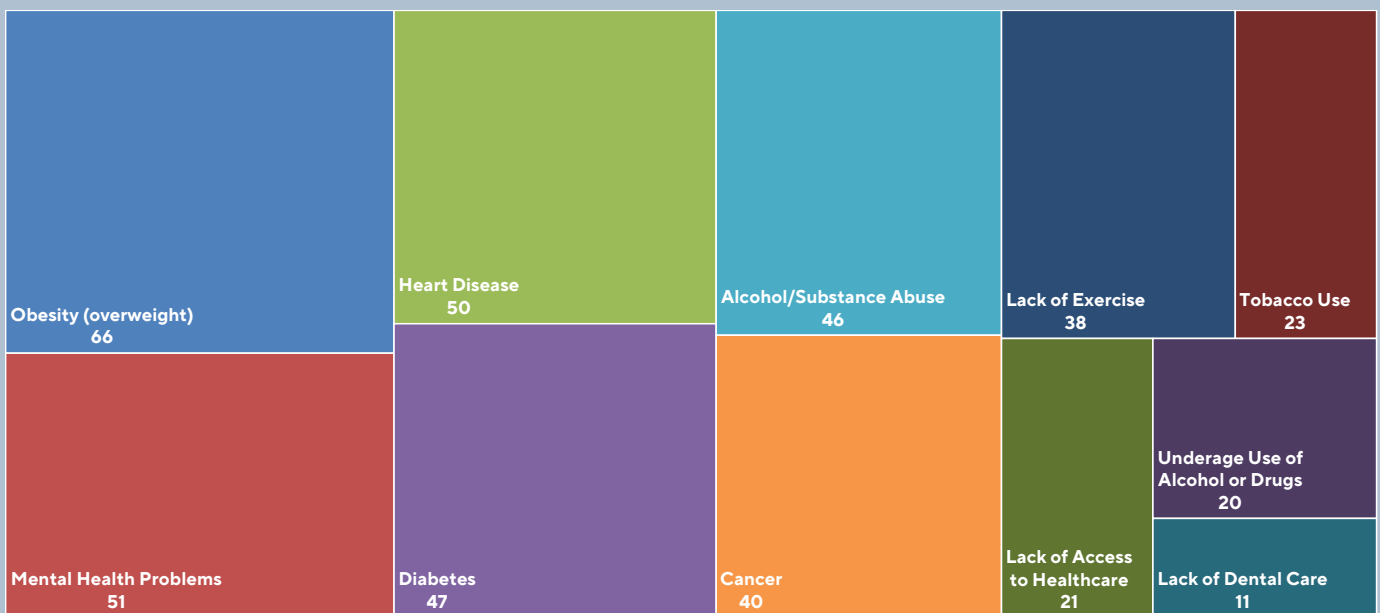 Obesity (overweight)
66
Mental Health Problems
51
Heart Disease
50
Diabetes
47
Alcohol/Substance Abuse
46
Cancer
40
Lack of Exercise
38
Tobacco Use
23
Lack of Access
to Healthcare
21
Underage Use of
Alcohol or Drugs
20
Lack of Dental Care
11